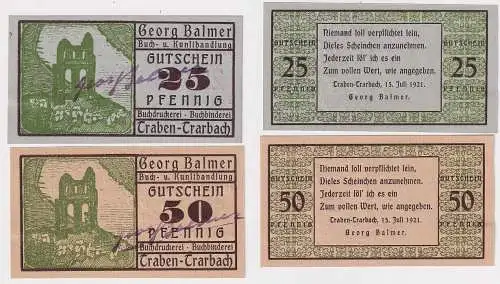 Georg Balmer
Buch- u. Kunsthandlung
GUTSCHEIN
25
PFENNIG
Buchdruckerei - Buchbinderei
Traben-Trarbach
GUTSCHEIN
25
PFENNIG
Niemand soll verpflichtet sein,
Dieses Scheinchen anzunehmen.
Jederzeit löf' ich es ein
Zum vollen Wert, wie angegeben.
Traben-Trarbach, 15. Juli 1921.
Georg Balmer.
GUTSCHEIN
25
PFENNIG
Georg Balmer
Buch- u. Kunsthandlung
GUTSCHEIN
50
PFENNIG
Buchdruckerei - Buchbinderei
Traben-Trarbach
GUTSCHEIN
50
PFENNIG
Niemand soll verpflichtet sein,
Dieses Scheinchen anzunehmen.
Jederzeit löf' ich es ein
Zum vollen Wert, wie angegeben.
Traben-Trarbach, 15. Juli 1921.
Georg Balmer.
GUTSCHEIN
50
PFENNIG